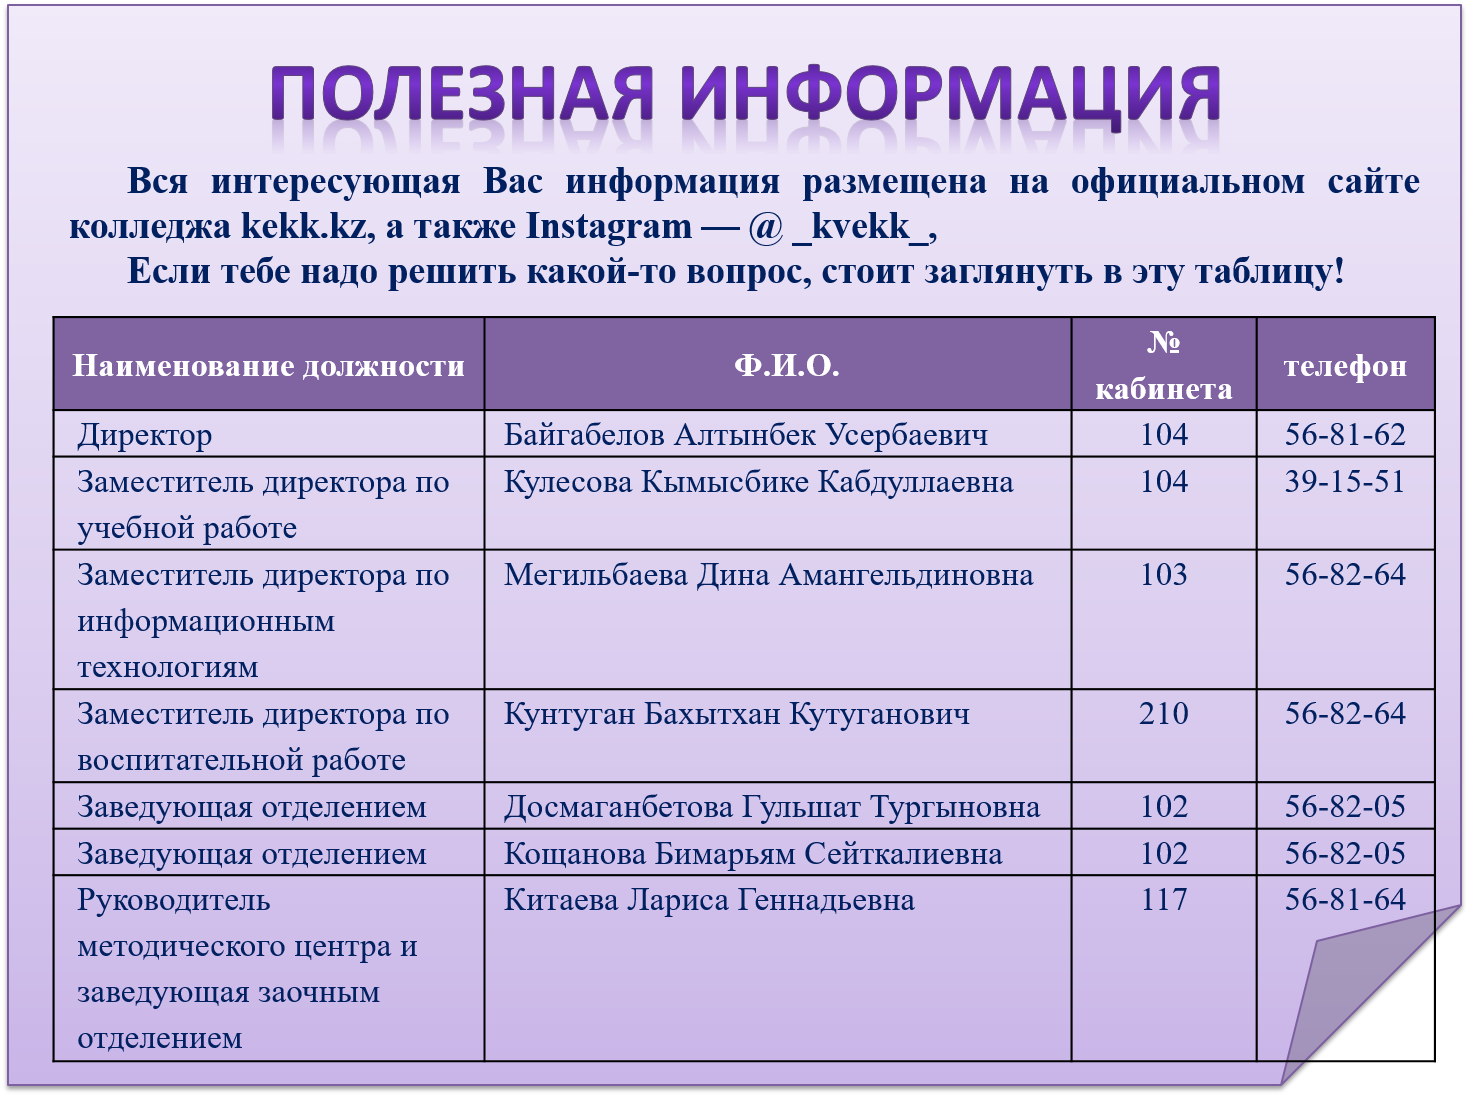 ПОЛЕЗНАЯ ИНФОРМАЦИЯ
Вся интересующая Вас информация размещена на официальном сайте
колледжа kekk.kz, а также Instagram — @ _kvekk_,
Если тебе надо решить какой-то вопрос, стоит заглянуть в эту таблицу!
Наименование должности Ф.И.О. № кабинета телефон
Директор Байгабелов Алтынбек Усербаевич 104 56-81-62
Заместитель директора по Кулесова Кымысбике Кабдуллаевна 104 39-15-51
учебной работе
Заместитель директора по Мегильбаева Дина Амангельдиновна 103 56-82-64
информационным
технологиям
Заместитель директора по Кунтуган Бахытхан Кутуганович 210 56-82-64
воспитательной работе
Заведующая отделением Досмаганбетова Гульшат Тургыновна 102 56-82-05
Заведующая отделением Кощанова Бимарьям Сейткалиевна 102 56-82-05
Руководитель Китаева Лариса Геннадьевна 117 56-81-64
методического центра и
заведующая заочным
отделением